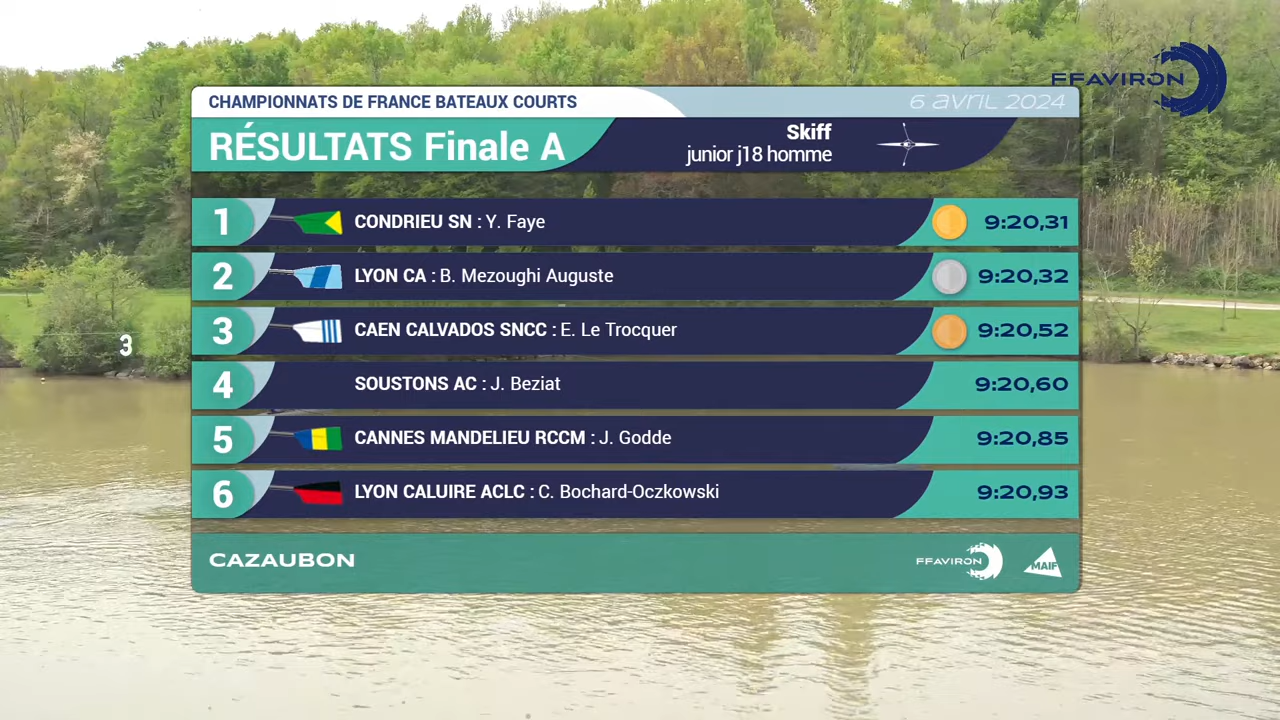 FFAVIRON
CHAMPIONNATS DE FRANCE BATEAUX COURTS
6 avril 2024
RÉSULTATS Finale A
Skiff
junior j18 homme
1 CONDRIEU SN : Y. Faye 9:20,31
2 LYON CA : B. Mezoughi Auguste 9:20,32
3 CAEN CALVADOS SNCC : E. Le Trocquer 9:20,52
3
4 SOUSTONS AC : J. Beziat 9:20,60
5 CANNES MANDELIEU RCCM : J. Godde 9:20,85
6 LYON CALUIRE ACLC : C. Bochard-Oczkowski 9:20,93
CAZAUBON
FFAVIRON
MAIF